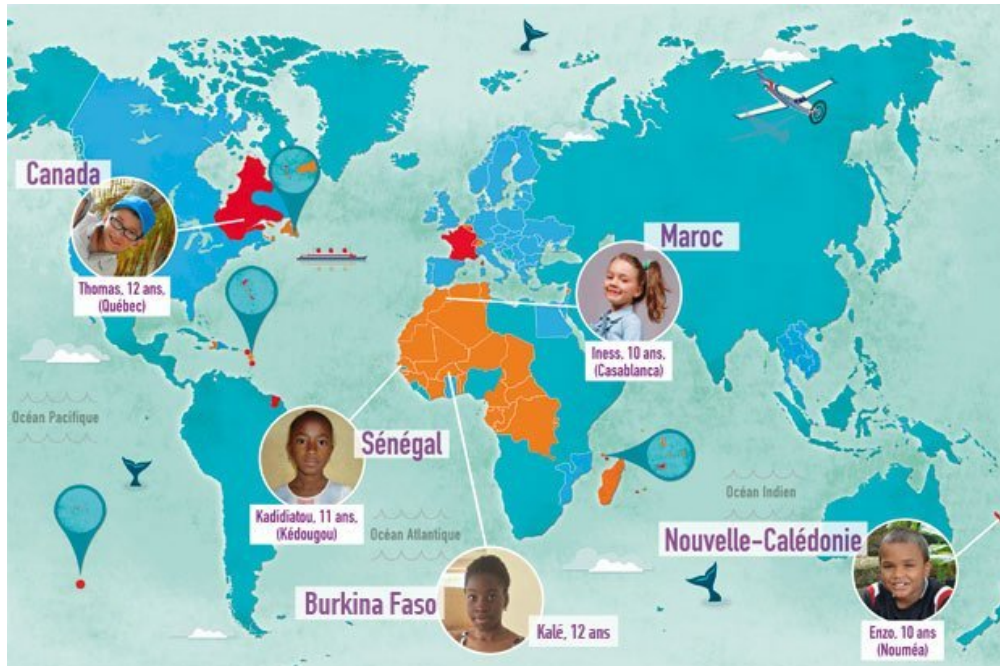 Canada
Thomas, 12 ans,
(Québec)
Maroc
Iness, 10 ans,
(Casablanca)
Océan Pacifique
Sénégal
Kadidiatou, 11 ans,
(Kédougou)
Océan Atlantique
Océan Indien
Nouvelle-Calédonie
Enzo, 10 ans
(Nouméa)
Burkina Faso
Kalé, 12 ans